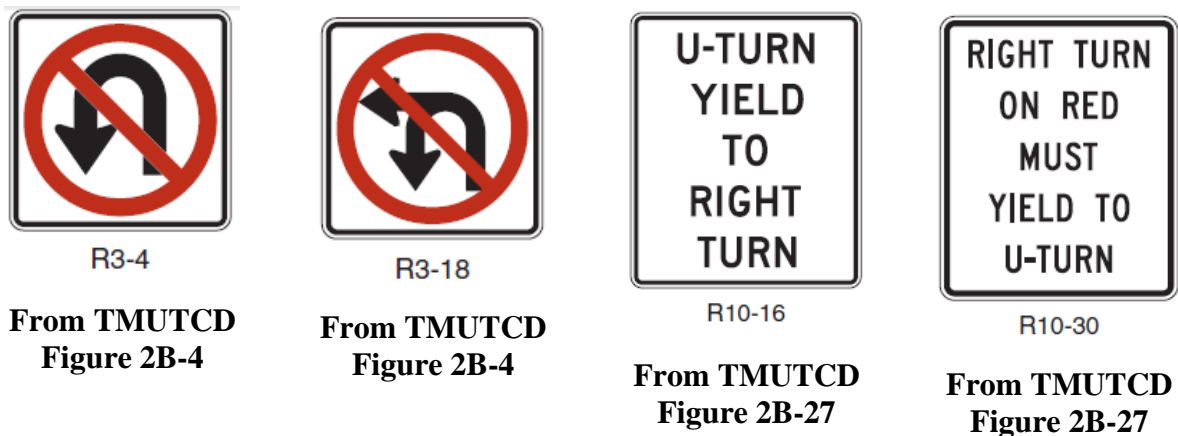 R3-4
From TMUTCD
Figure 2B-4
R3-18
From TMUTCD
Figure 2B-4
U-TURN
YIELD
TO
RIGHT
TURN
R10-16
From TMUTCD
Figure 2B-27
RIGHT TURN
ON RED
MUST
YIELD TO
U-TURN
R10-30
From TMUTCD
Figure 2B-27